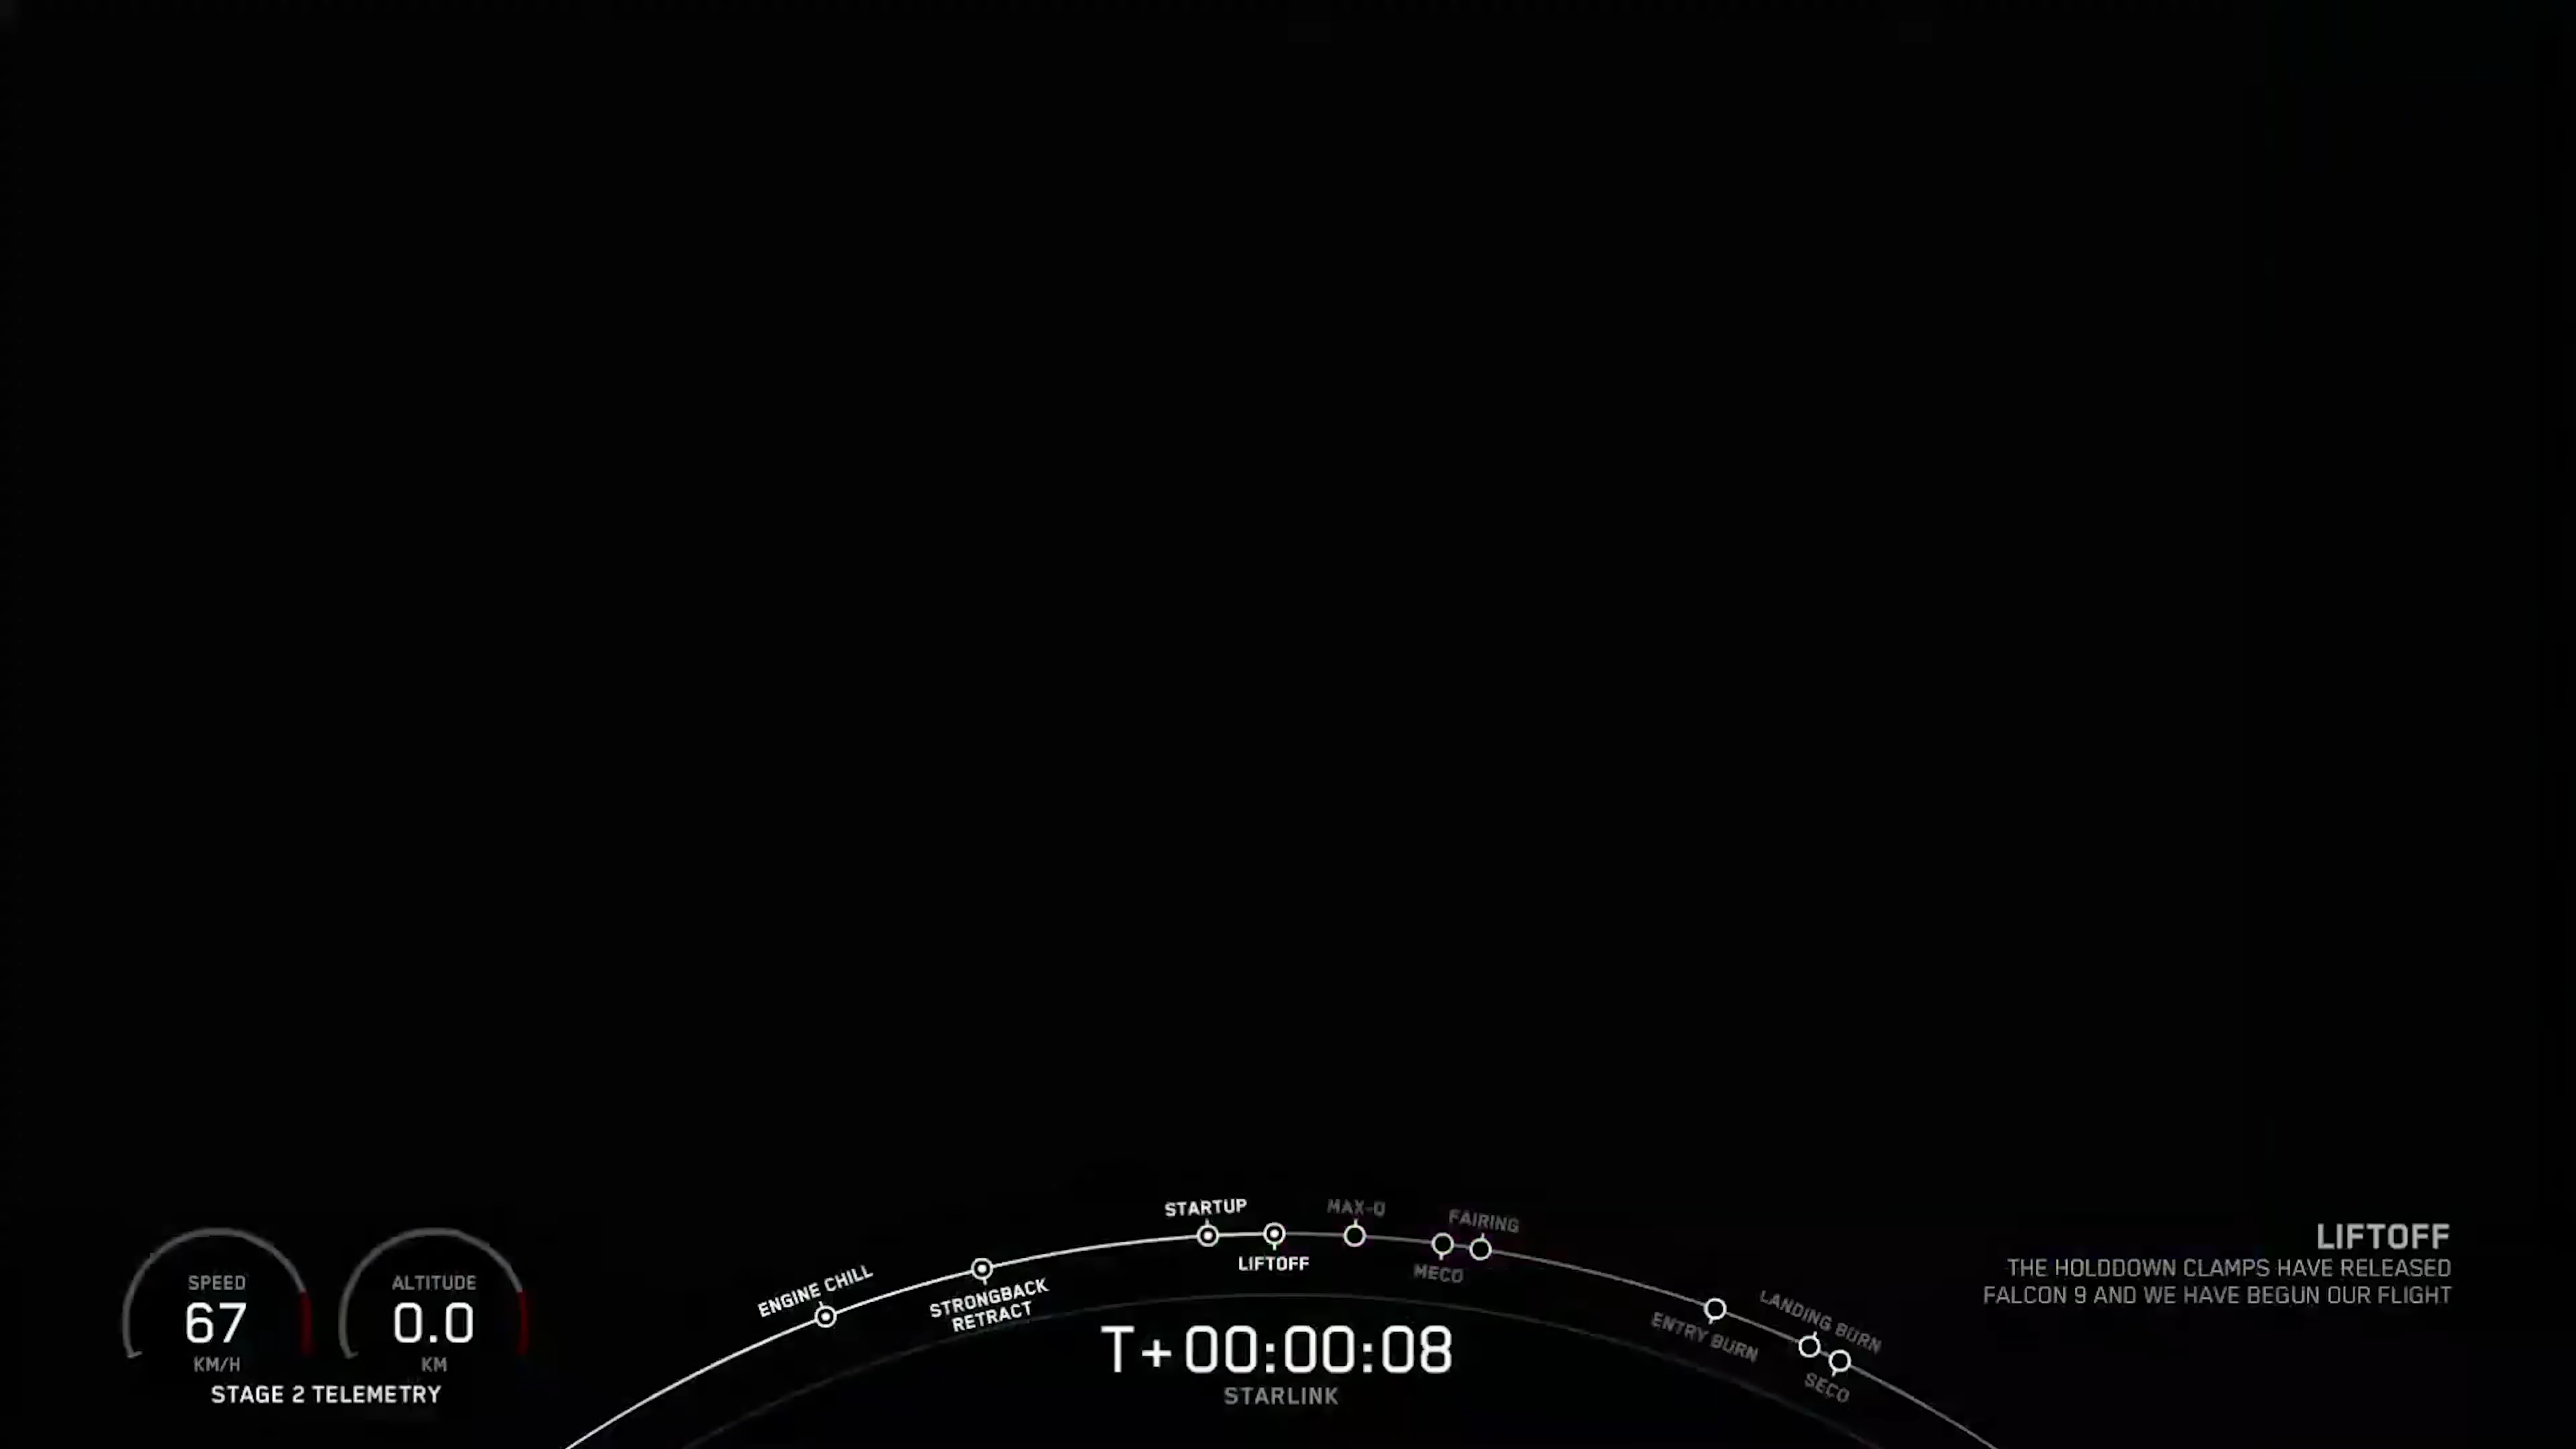 SPEED
67
KM/H
ALTITUDE
0.0
KM
STAGE 2 TELEMETRY
ENGINE CHILL
STRONGBACK
RETRACT
STARTUP
LIFTOFF
MAX-Q
MECO
FAIRING
ENTRY BURN
LANDING BURN
SECO
T+00:00:08
STARLINK
LIFTOFF
THE HOLDDOWN CLAMPS HAVE RELEASED
FALCON 9 AND WE HAVE BEGUN OUR FLIGHT